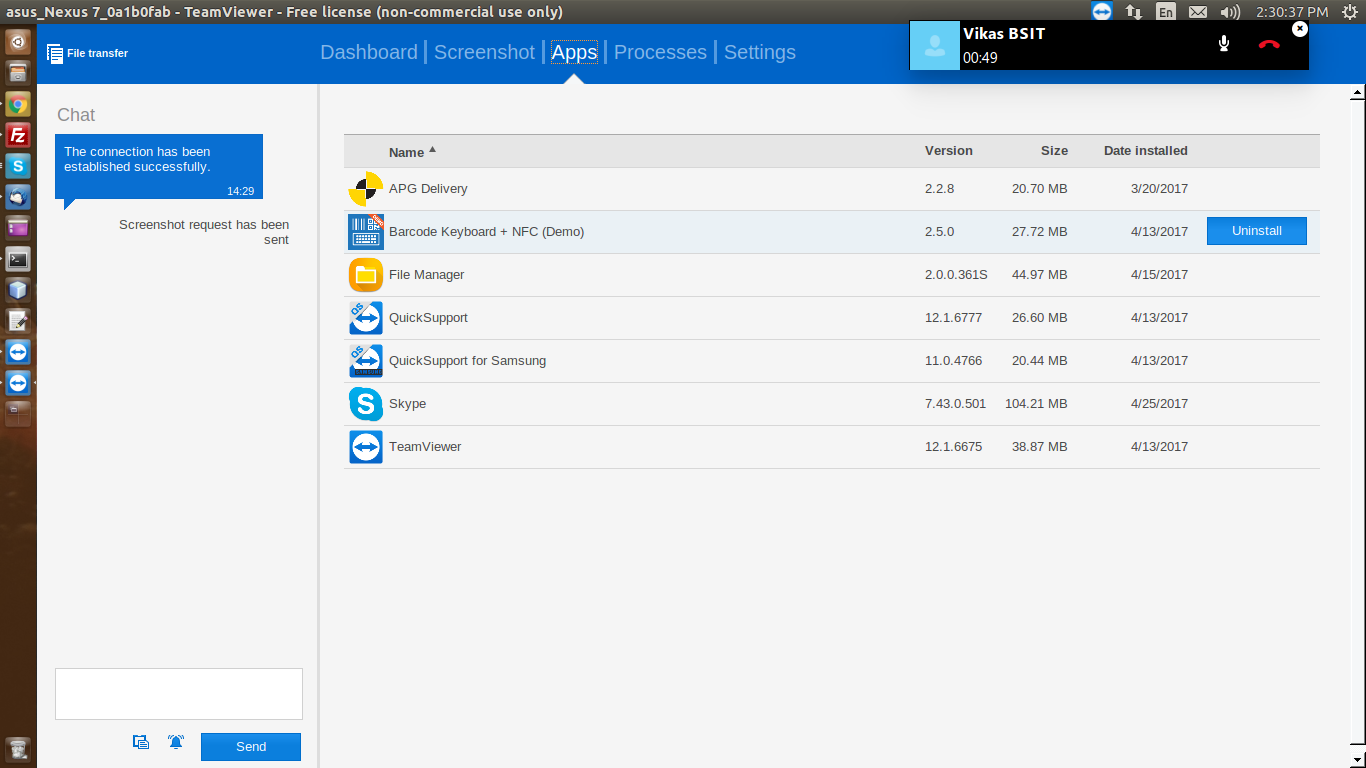 asus_Nexus 7_0a1b0fab - TeamViewer - Free license (non-commercial use only)
En 2:30:37 PM
File transfer
Dashboard Screenshot Apps Processes Settings
Vikas BSIT
00:49
Chat
The connection has been
established successfully.
14:29
Screenshot request has been
sent
Name Version Size Date installed
APG Delivery 2.2.8 20.70 MB 3/20/2017
Barcode Keyboard + NFC (Demo) 2.5.0 27.72 MB 4/13/2017 Uninstall
File Manager 2.0.0.361S 44.97 MB 4/15/2017
QuickSupport 12.1.6777 26.60 MB 4/13/2017
QuickSupport for Samsung 11.0.4766 20.44 MB 4/13/2017
Skype 7.43.0.501 104.21 MB 4/25/2017
TeamViewer 12.1.6675 38.87 MB 4/13/2017
Send